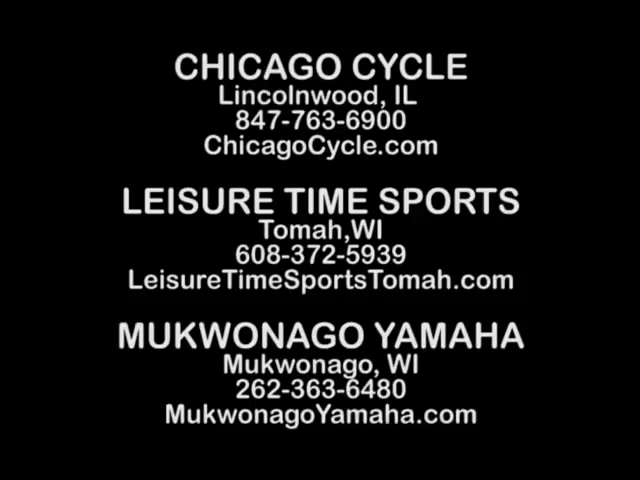 CHICAGO CYCLE
Lincolnwood, IL
847-763-6900
ChicagoCycle.com
LEISURE TIME SPORTS
Tomah,WI
608-372-5939
LeisureTimeSportsTomah.com
MUKWONAGO YAMAHA
Mukwonago, WI
262-363-6480
MukwonagoYamaha.com